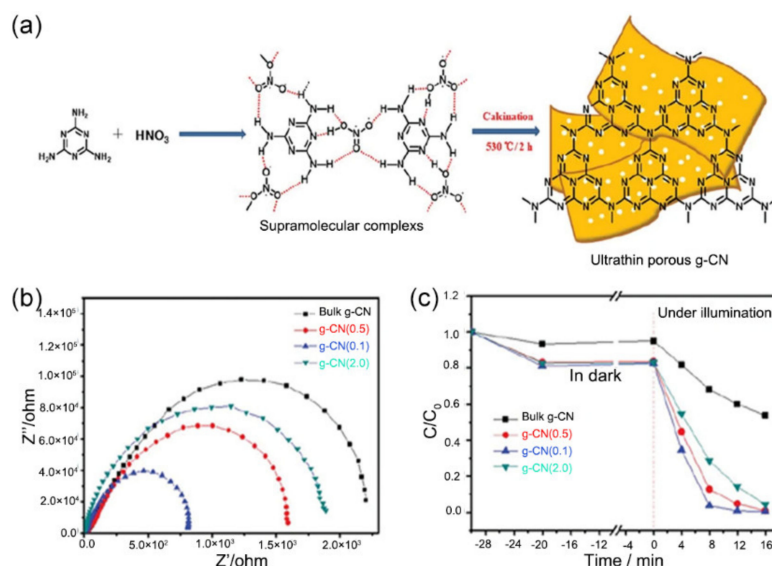 (a)
NH2
H2N
NH2
+ HNO3
Supramolecular complexs
Calcination
530 ℃/2 h
Ultrathin porous g-CN
(b)
Bulk g-CN
g-CN(0.5)
g-CN(0.1)
g-CN(2.0)
Z''/ohm
1.4×10⁵
1.2×10⁵
1.0×10⁵
8.0×10⁴
6.0×10⁴
4.0×10⁴
2.0×10⁴
0.0
0.0
5.0×10²
1.0×10³
1.5×10³
2.0×10³
Z'/ohm
(c)
Under illumination
In dark
Bulk g-CN
g-CN(0.5)
g-CN(0.1)
g-CN(2.0)
C/C0
1.2
1.0
0.8
0.6
0.4
0.2
0.0
-28 -24 -20 -16 -12 -4 0 4 8 12 16
Time / min